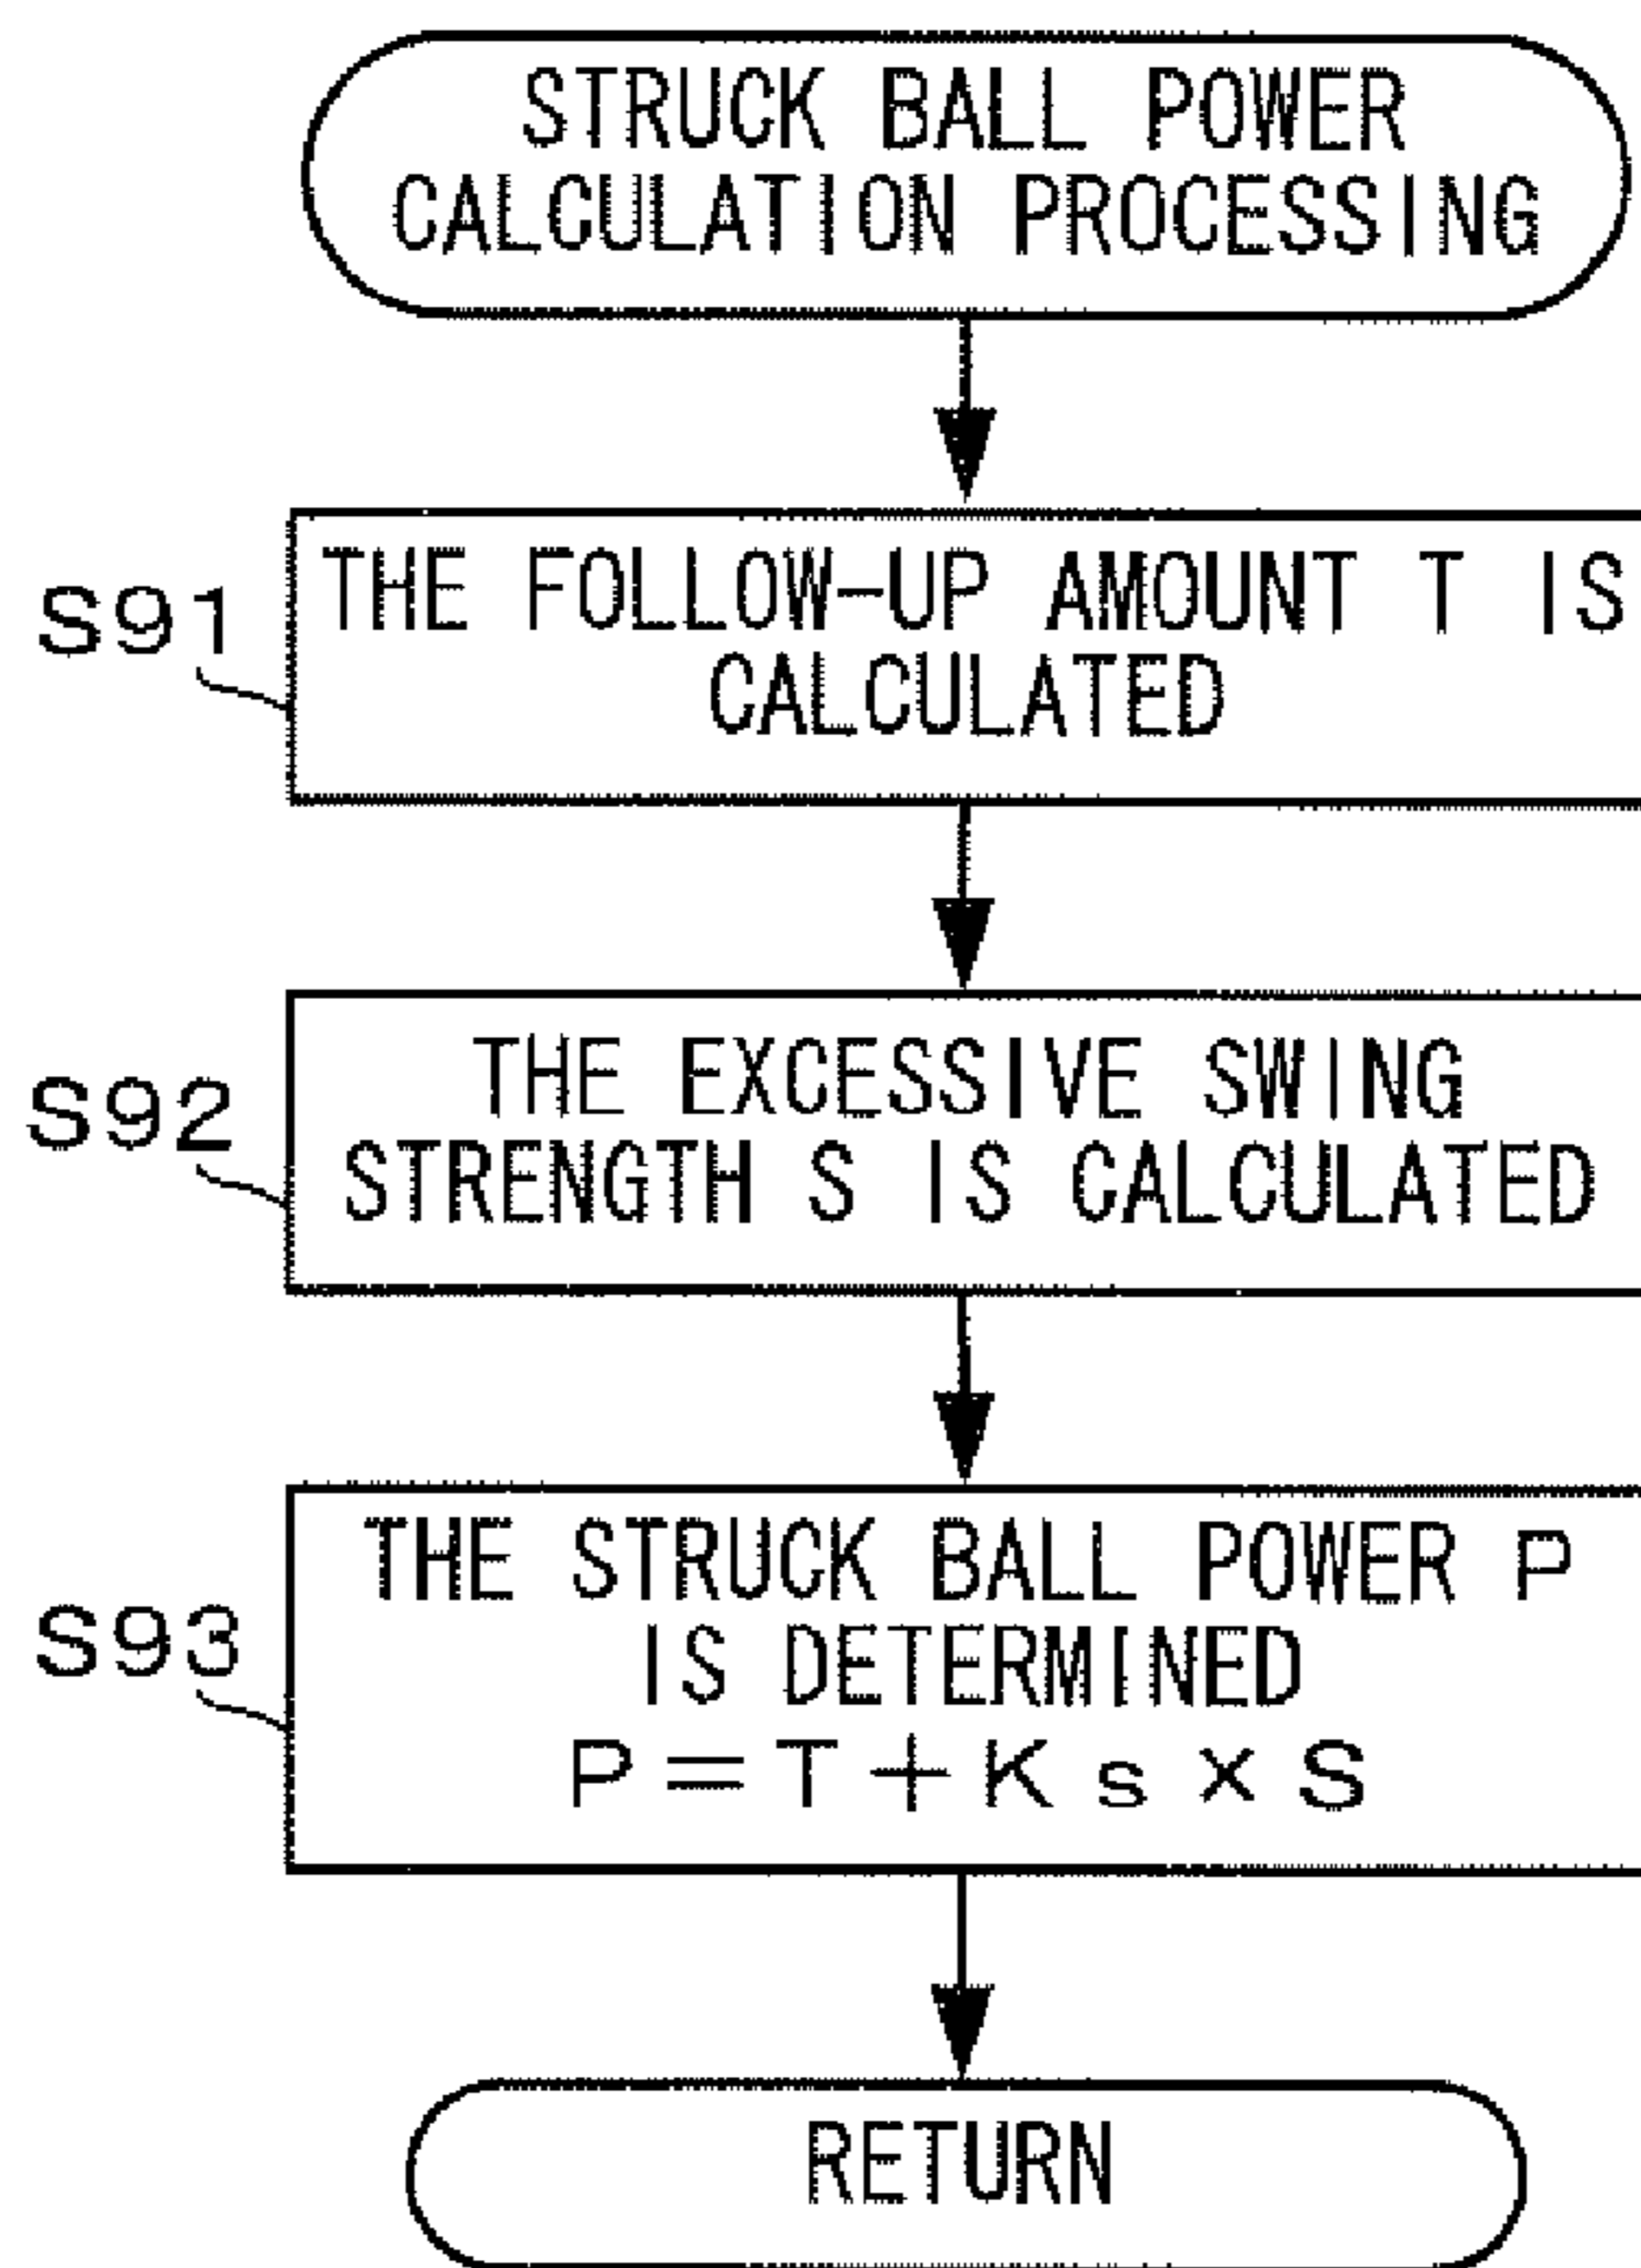 STRUCK BALL POWER
CALCULATION PROCESSING
S91
THE FOLLOW-UP AMOUNT T IS
CALCULATED
S92
THE EXCESSIVE SWING
STRENGTH S IS CALCULATED
S93
THE STRUCK BALL POWER P
IS DETERMINED
P=T+Ks×S
RETURN